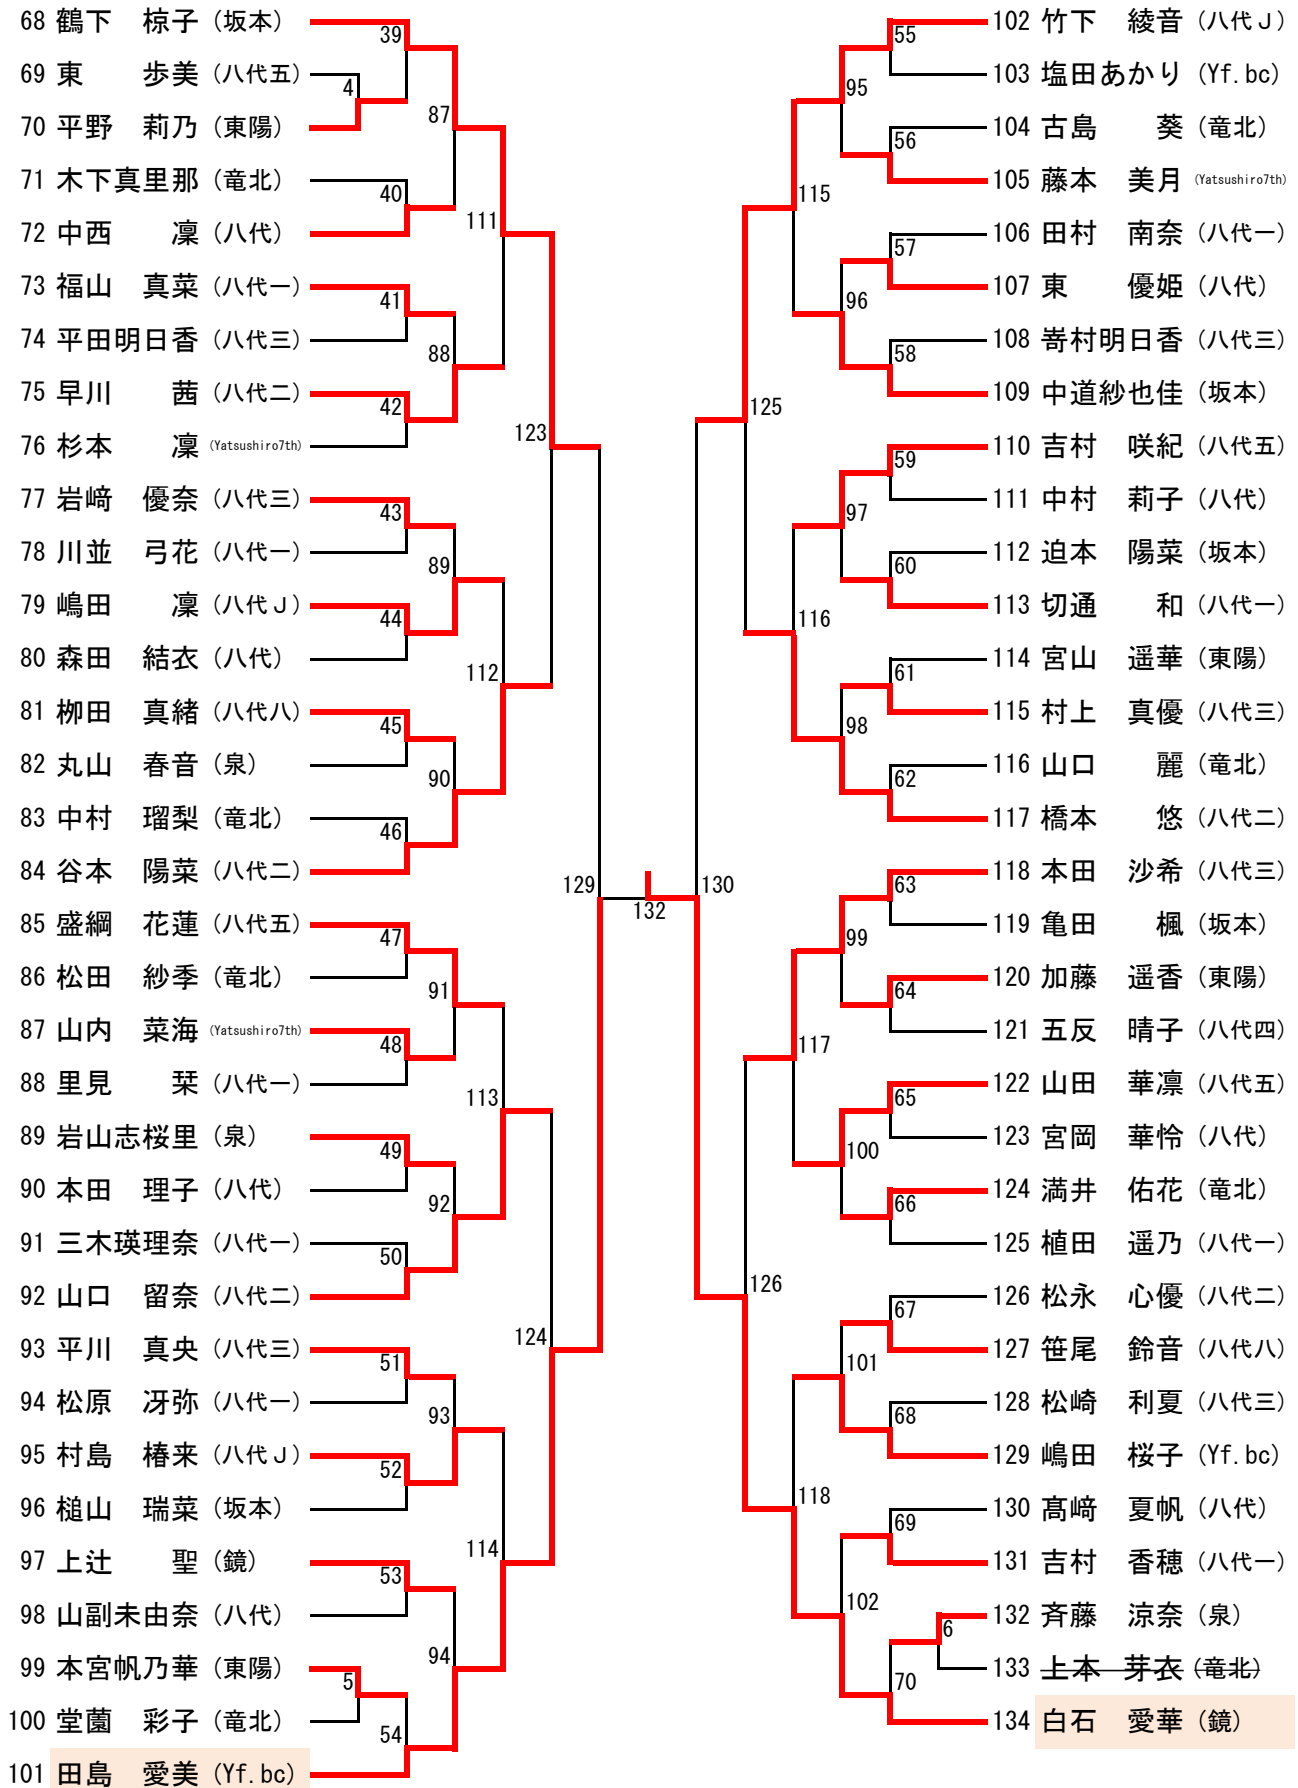 68 鶴下　椋子（坂本）
69 東　　歩美（八代五）
70 平野　莉乃（東陽）
71 木下真里那（竜北）
72 中西　　凜（八代）
73 福山　真菜（八代一）
74 平田明日香（八代三）
75 早川　　茜（八代二）
76 杉本　　凜（Yatsushiro7th）
77 岩﨑　優奈（八代三）
78 川並　弓花（八代一）
79 嶋田　　凜（八代Ｊ）
80 森田　結衣（八代）
81 栁田　真緒（八代八）
82 丸山　春音（泉）
83 中村　瑠梨（竜北）
84 谷本　陽菜（八代二）
85 盛綱　花蓮（八代五）
86 松田　紗季（竜北）
87 山内　菜海（Yatsushiro7th）
88 里見　　栞（八代一）
89 岩山志桜里（泉）
90 本田　理子（八代）
91 三木瑛理奈（八代一）
92 山口　留奈（八代二）
93 平川　真央（八代三）
94 松原　冴弥（八代一）
95 村島　椿来（八代Ｊ）
96 槌山　瑞菜（坂本）
97 上辻　　聖（鏡）
98 山副未由奈（八代）
99 本宮帆乃華（東陽）
100 堂薗　彩子（竜北）
101 田島　愛美（Yf.bc）
39
4
87
40
111
41
88
42
123
43
89
44
112
45
90
46
129
47
91
48
113
49
92
50
124
51
93
52
114
53
94
5
54
132
130
55
95
56
115
57
96
58
125
59
97
60
116
61
98
62
63
99
64
117
65
100
66
126
67
101
68
118
69
102
6
70
102 竹下　綾音（八代Ｊ）
103 塩田あかり（Yf.bc）
104 古島　　葵（竜北）
105 藤本　美月（Yatsushiro7th）
106 田村　南奈（八代一）
107 東　　優姫（八代）
108 嵜村明日香（八代三）
109 中道紗也佳（坂本）
110 吉村　咲紀（八代五）
111 中村　莉子（八代）
112 迫本　陽菜（坂本）
113 切通　　和（八代一）
114 宮山　遥華（東陽）
115 村上　真優（八代三）
116 山口　　麗（竜北）
117 橋本　　悠（八代二）
118 本田　沙希（八代三）
119 亀田　　楓（坂本）
120 加藤　遥香（東陽）
121 五反　晴子（八代四）
122 山田　華凛（八代五）
123 宮岡　華怜（八代）
124 満井　佑花（竜北）
125 植田　遥乃（八代一）
126 松永　心優（八代二）
127 笹尾　鈴音（八代八）
128 松崎　利夏（八代三）
129 嶋田　桜子（Yf.bc）
130 髙﨑　夏帆（八代）
131 吉村　香穂（八代一）
132 斉藤　涼奈（泉）
133 上本　芽衣（竜北）
134 白石　愛華（鏡）